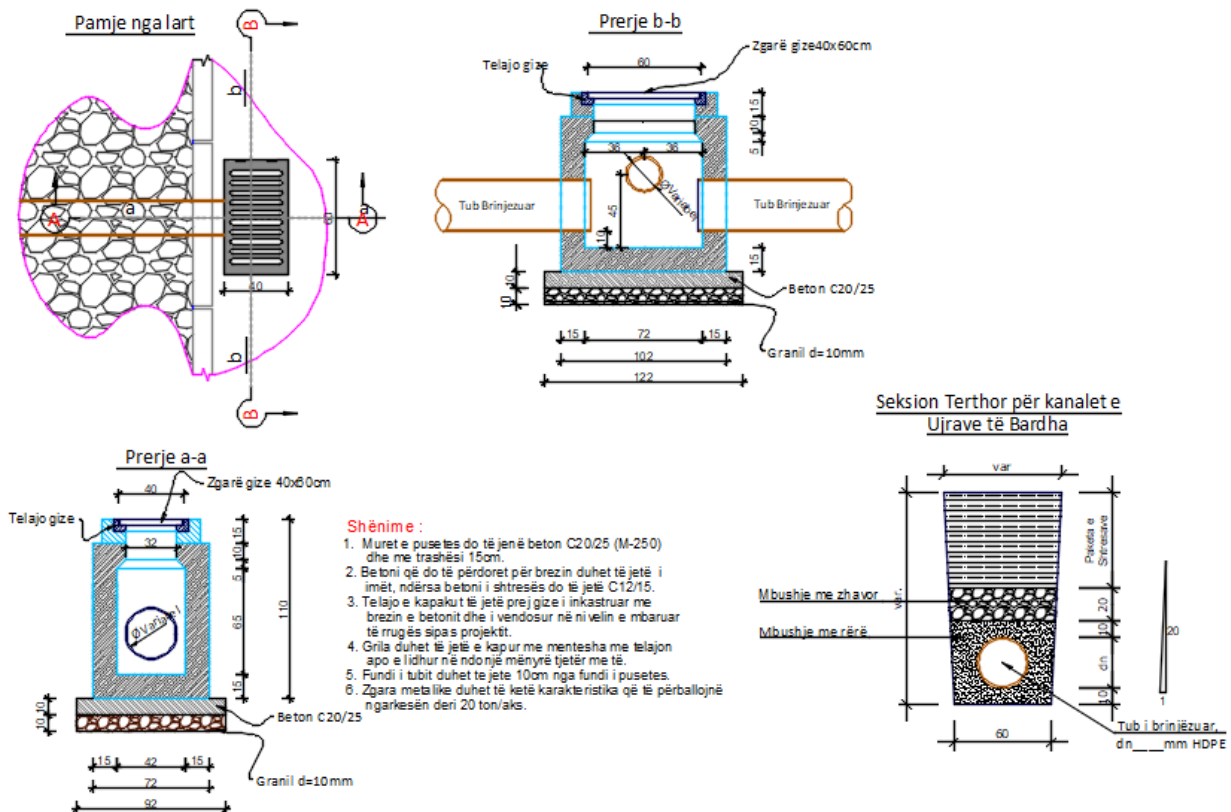 Pamje nga lart
B
b
a
A
a
A
60
40
b
B
Prerje b-b
Zgarë gize40x60cm
Telajo gize
60
15
10
5
36 36
ØVariabel
45
10
Tub Brinjezuar
Tub Brinjezuar
15
10
10
Beton C20/25
Granil d=10mm
15 72 15
102
122
Prerje a-a
Zgarë gize 40x60cm
40
Telajo gize
32
15
10
5
65
15
110
ØVariabel
10
10
Beton C20/25
Granil d=10mm
15 42 15
72
92
Shënime :
1. Muret e pusetes do të jenë beton C20/25 (M-250)
dhe me trashësi 15cm.
2. Betoni që do të përdoret për brezin duhet të jetë i
imët, ndërsa betoni i shtresës do të jetë C12/15.
3. Telajo e kapakut të jetë prej gize i inkastruar me
brezin e betonit dhe i vendosur në nivelin e mbaruar
të rrugës sipas projektit.
4. Grila duhet të jetë e kapur me mentesha me telajon
apo e lidhur në ndonjë mënyrë tjetër me të.
5. Fundi i tubit duhet te jete 10cm nga fundi i pusetes.
6. Zgara metalike duhet të ketë karakteristika që të përballojnë
ngarkesën deri 20 ton/aks.
Seksion Terthor për kanalet e
Ujrave të Bardha
var
var.
Paketa e
Shtresave
Mbushje me zhavor
20
Mbushje me rërë
10
dn
10
20
1
60
Tub i brinjëzuar,
dn____mm HDPE